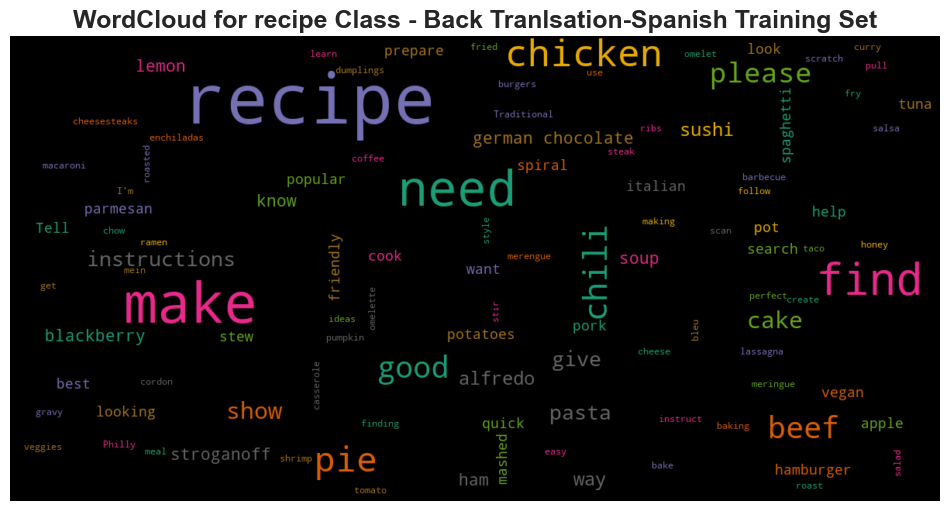 WordCloud for recipe Class - Back Tranlsation-Spanish Training Set
learn
prepare
fried
chicken
omelet
look
scratch
curry
pull
lemon
dumplings
use
please
recipe
burgers
fry
tuna
Traditional
cheesesteaks
enchiladas
german chocolate
ribs
sushi
spaghetti
salsa
steak
coffee
spiral
macaroni
roasted
popular
need
italian
barbecue
follow
I'm
know
parmesan
help
Tell
chow
style
making
scan
pot
ramen
instructions
mein
friendly
cook
want
merengue
chili
soup
search
taco
honey
find
get
make
omelette
stir
perfect
create
ideas
cake
blackberry
stew
pumpkin
potatoes
pork
bleu
cheese
lassagna
good
give
alfredo
best
cordon
casserole
meringue
vegan
gravy
looking
show
finding
quick
pasta
instruct
baking
beef
apple
veggies
Philly
meal
stroganoff
shrimp
pie
mashed
easy
bake
hamburger
salad
ham
way
tomato
roast